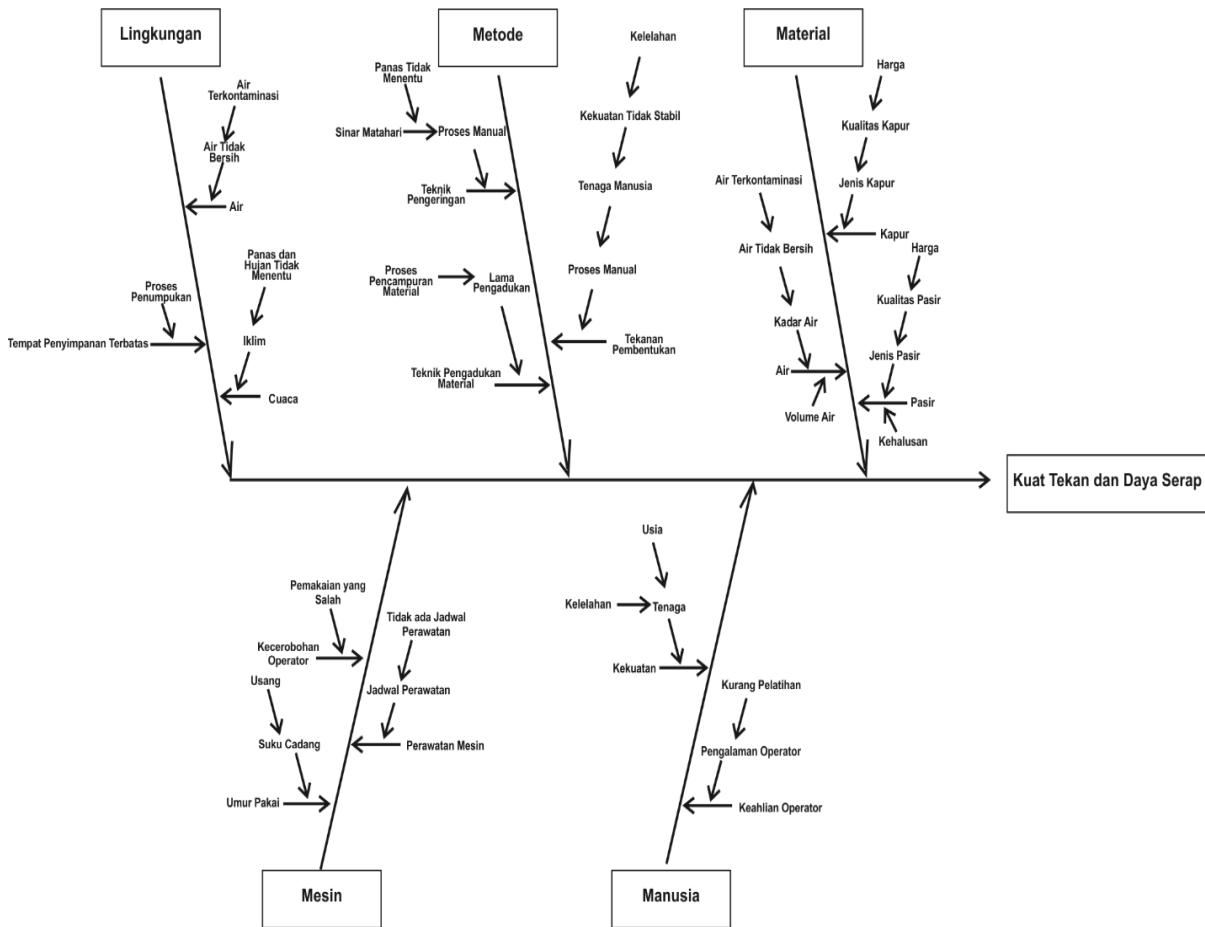 Lingkungan
Metode
Material
Air
Terkontaminasi
Air Tidak
Bersih
Air
Panas dan
Hujan Tidak
Menentu
Proses
Penumpukan
Tempat Penyimpanan Terbatas
Iklim
Cuaca
Panas Tidak
Menentu
Sinar Matahari
Proses Manual
Teknik
Pengeringan
Proses
Pencampuran
Material
Lama
Pengadukan
Teknik Pengadukan
Material
Kelelahan
Kekuatan Tidak Stabil
Tenaga Manusia
Proses Manual
Tekanan
Pembentukan
Harga
Kualitas Kapur
Jenis Kapur
Kapur
Air Terkontaminasi
Air Tidak Bersih
Kadar Air
Air
Volume Air
Harga
Kualitas Pasir
Jenis Pasir
Pasir
Kehalusan
Kuat Tekan dan Daya Serap
Pemakaian yang
Salah
Kecerobohan
Operator
Tidak ada Jadwal
Perawatan
Jadwal Perawatan
Perawatan Mesin
Usang
Suku Cadang
Umur Pakai
Usia
Kelelahan
Tenaga
Kekuatan
Kurang Pelatihan
Pengalaman Operator
Keahlian Operator
Mesin
Manusia